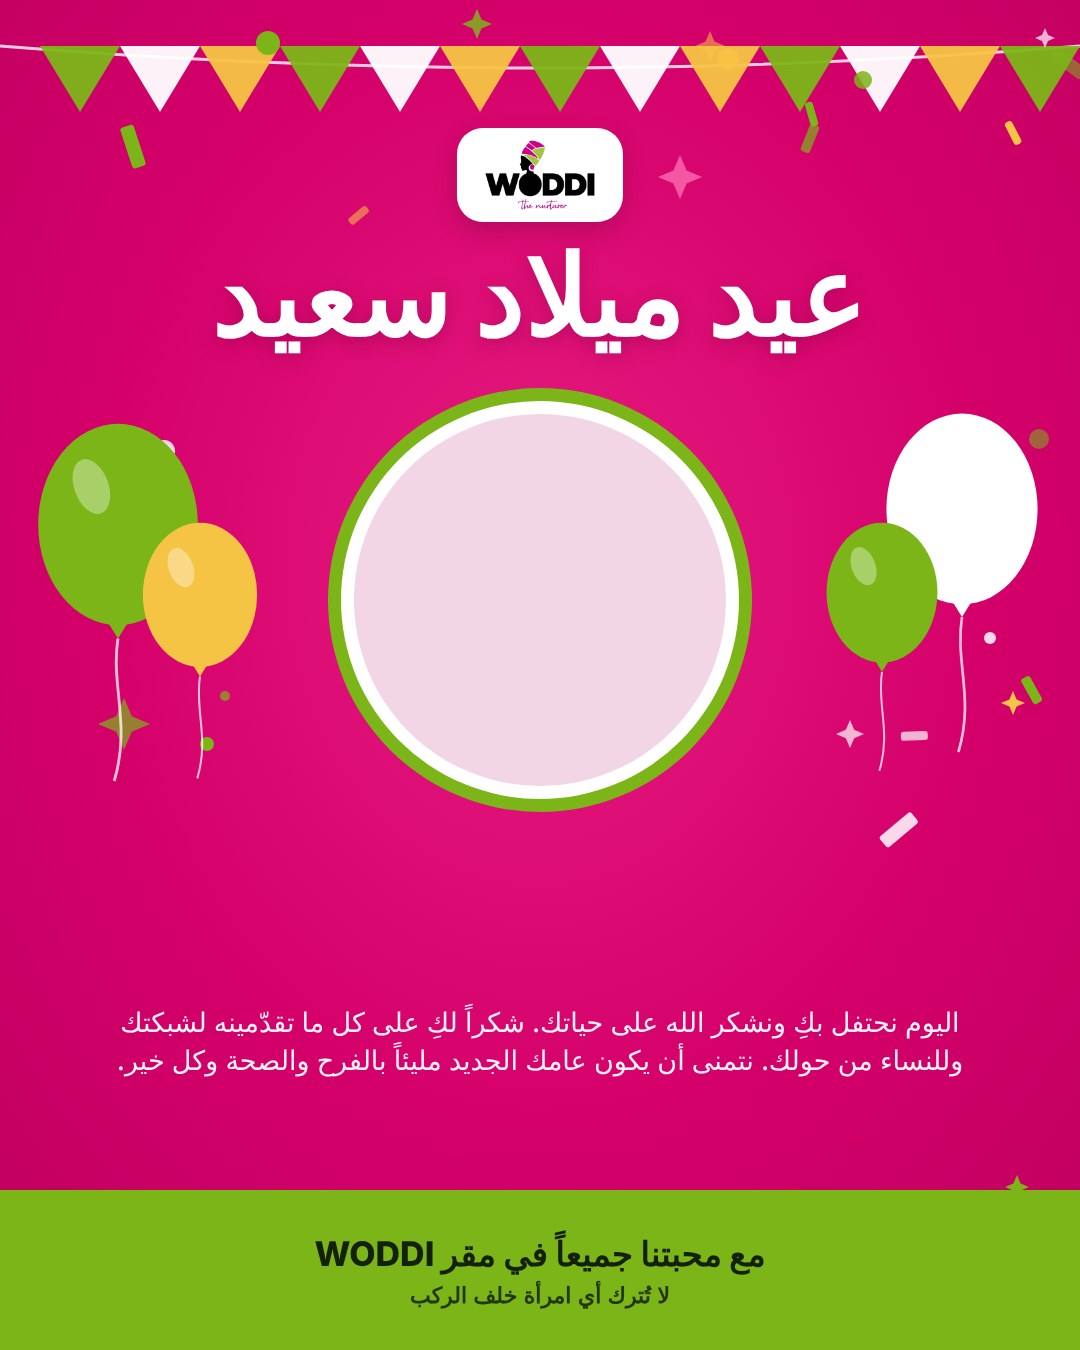 WODDI
the nurturer
عيد ميلاد سعيد
اليوم نحتفل بكِ ونشكر الله على حياتك. شكراً لكِ على كل ما تقدّمينه لشبكتك
وللنساء من حولك. نتمنى أن يكون عامك الجديد مليئاً بالفرح والصحة وكل خير.
مع محبتنا جميعاً في مقر WODDI
لا تُترك أي امرأة خلف الركب